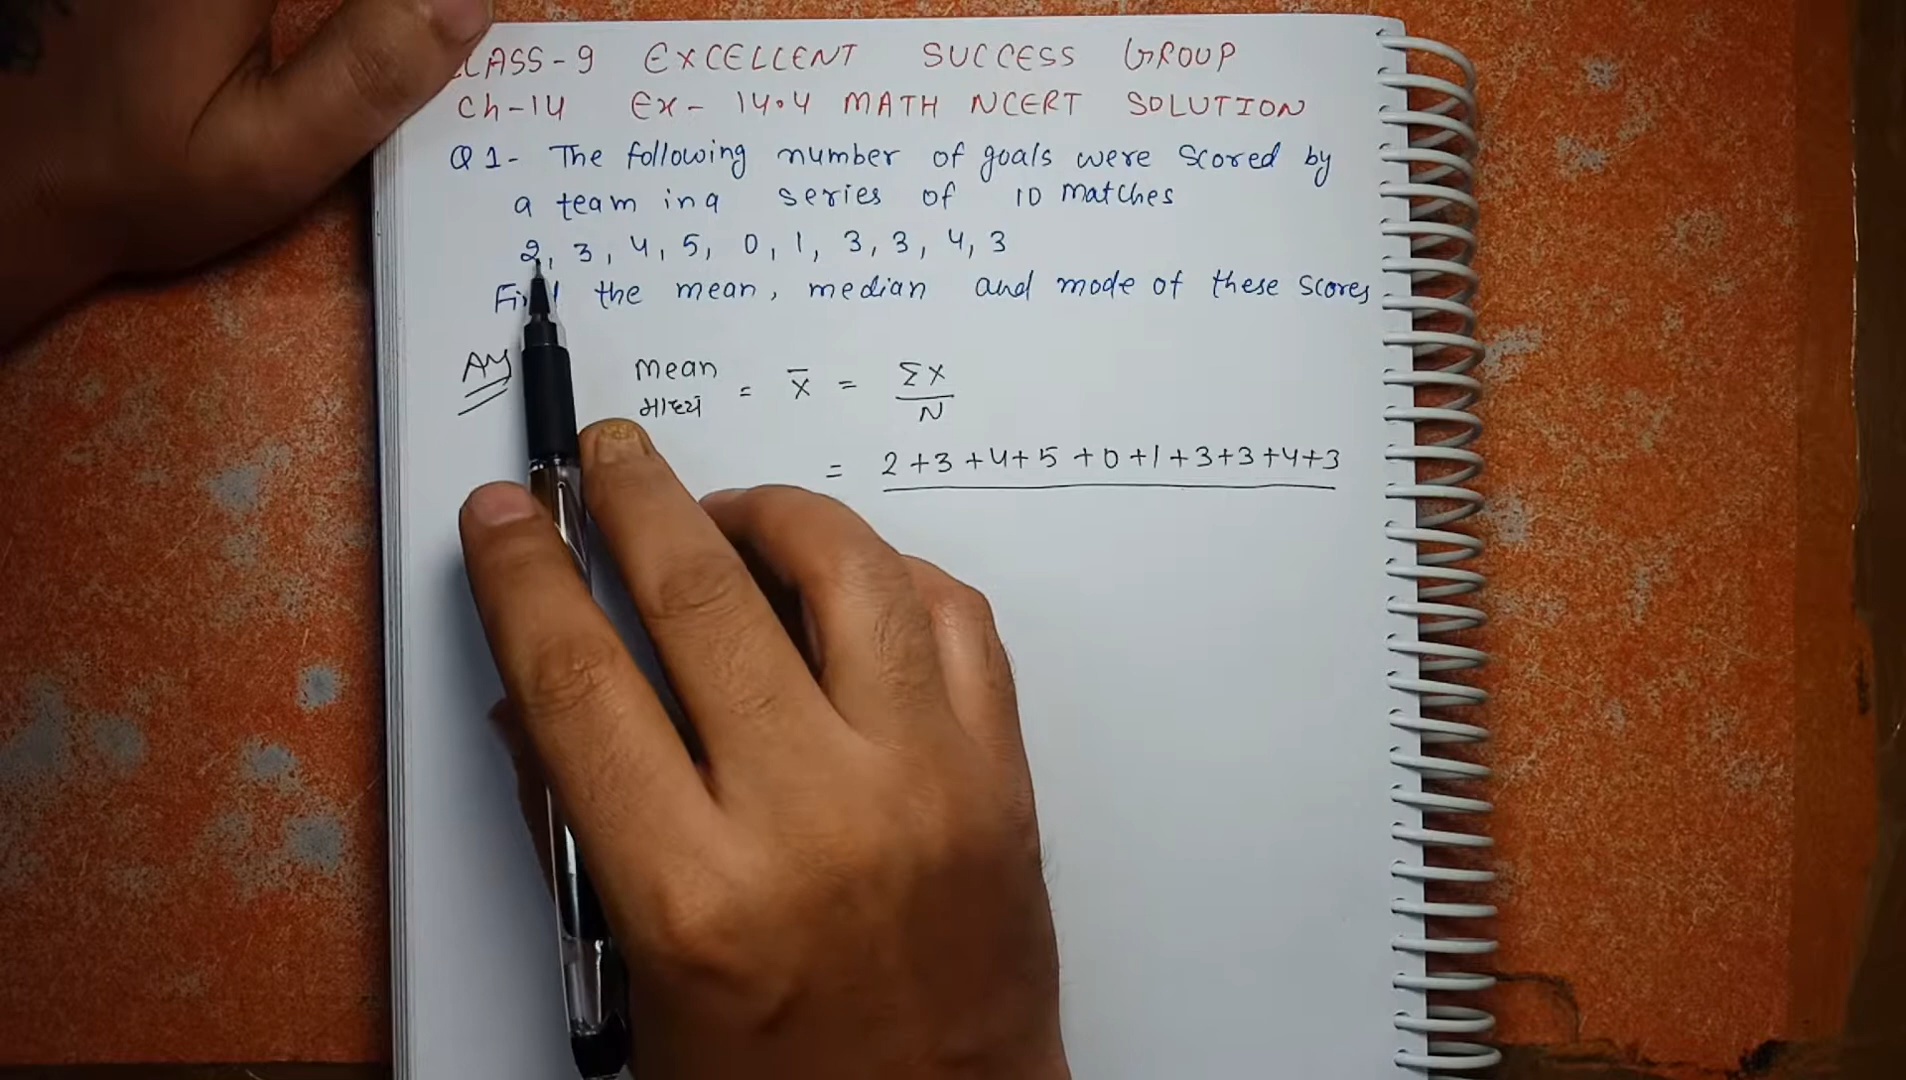 CLASS-9 EXCELLENT SUCCESS GROUP
Ch-14 Ex- 14.4 MATH NCERT SOLUTION
Q1- The following number of goals were scored by
a team in a series of 10 matches
2, 3, 4, 5, 0, 1, 3, 3, 4, 3
Find the mean, median and mode of these scores
Ans
mean = x̄ = ΣX/N
माध्य
= 2+3+4+5+0+1+3+3+4+3